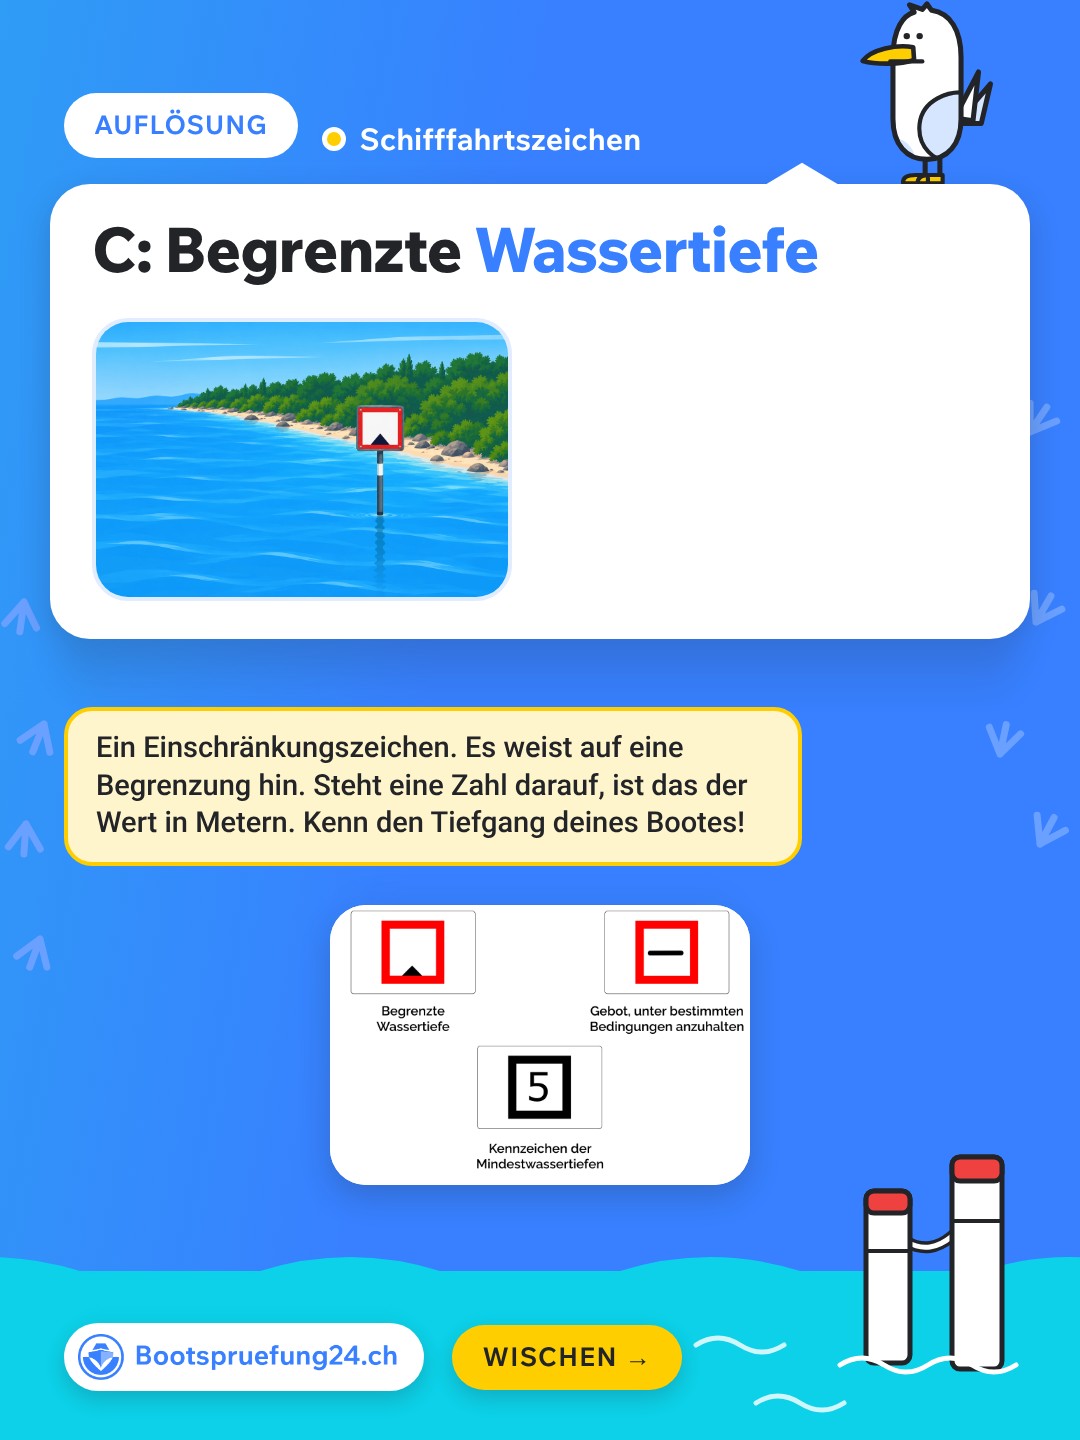 AUFLÖSUNG
Schifffahrtszeichen
C: Begrenzte Wassertiefe
Ein Einschränkungszeichen. Es weist auf eine
Begrenzung hin. Steht eine Zahl darauf, ist das der
Wert in Metern. Kenn den Tiefgang deines Bootes!
Begrenzte
Wassertiefe
Gebot, unter bestimmten
Bedingungen anzuhalten
5
Kennzeichen der
Mindestwassertiefen
Bootspruefung24.ch
WISCHEN →